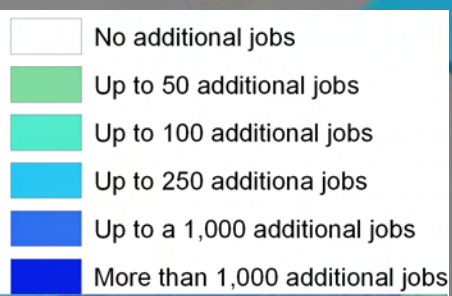 No additional jobs
Up to 50 additional jobs
Up to 100 additional jobs
Up to 250 additiona jobs
Up to a 1,000 additional jobs
More than 1,000 additional jobs